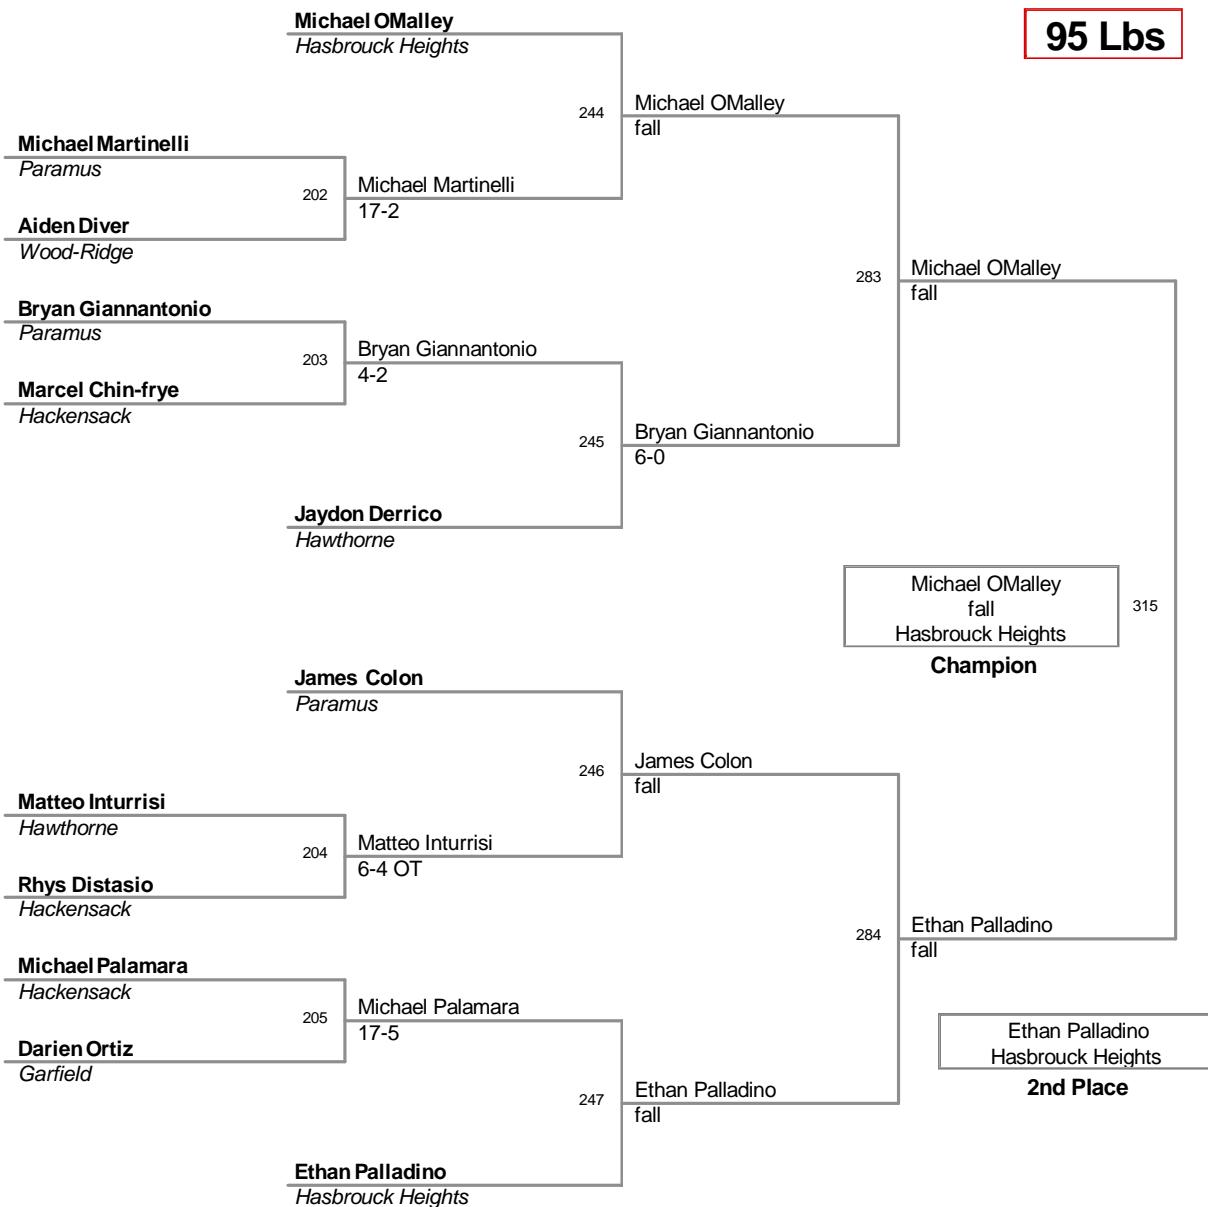 Michael OMalley
Hasbrouck Heights
95 Lbs
244
Michael OMalley
fall
Michael Martinelli
Paramus
202
Michael Martinelli
17-2
Aiden Diver
Wood-Ridge
283
Michael OMalley
fall
Bryan Giannantonio
Paramus
203
Bryan Giannantonio
4-2
Marcel Chin-frye
Hackensack
245
Bryan Giannantonio
6-0
Jaydon Derrico
Hawthorne
Michael OMalley
fall
Hasbrouck Heights
315
Champion
James Colon
Paramus
246
James Colon
fall
Matteo Inturrisi
Hawthorne
204
Matteo Inturrisi
6-4 OT
Rhys Distasio
Hackensack
284
Ethan Palladino
fall
Michael Palamara
Hackensack
205
Michael Palamara
17-5
Darien Ortiz
Garfield
Ethan Palladino
Hasbrouck Heights
2nd Place
247
Ethan Palladino
fall
Ethan Palladino
Hasbrouck Heights